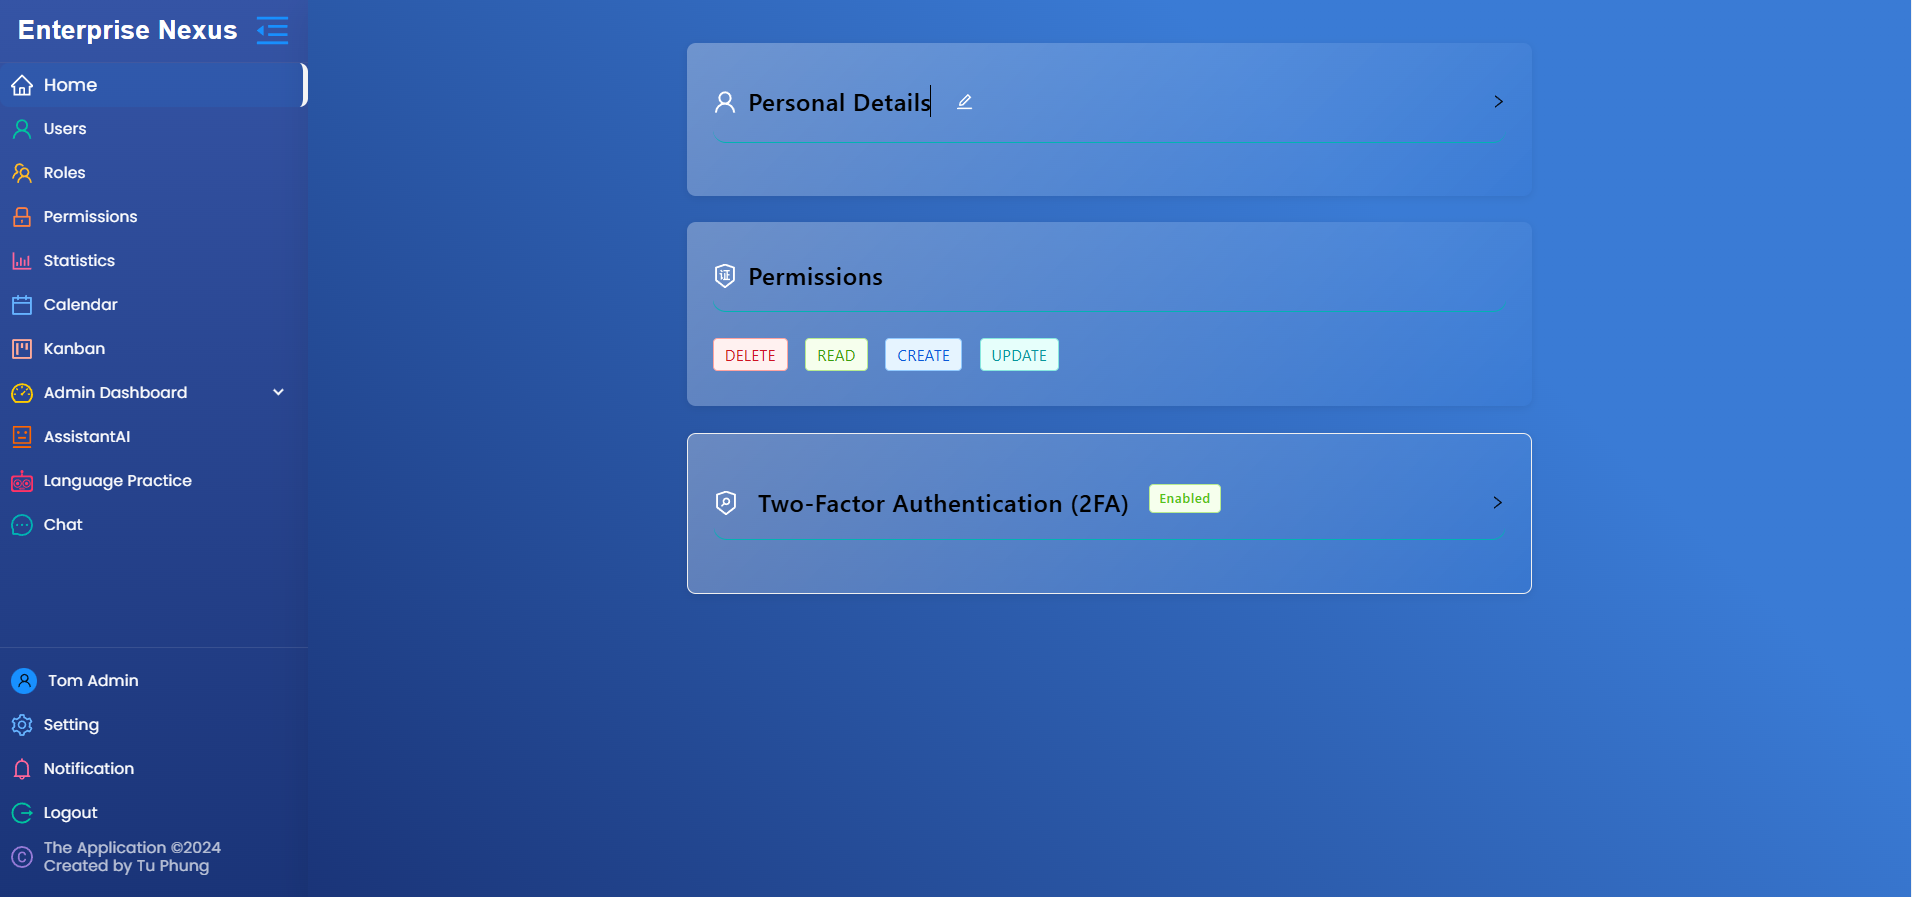 Enterprise Nexus
Home
Users
Roles
Permissions
Statistics
Calendar
Kanban
Admin Dashboard
AssistantAI
Language Practice
Chat
Tom Admin
Setting
Notification
Logout
The Application ©2024
Created by Tu Phung
Personal Details
证 Permissions
DELETE READ CREATE UPDATE
Two-Factor Authentication (2FA) Enabled